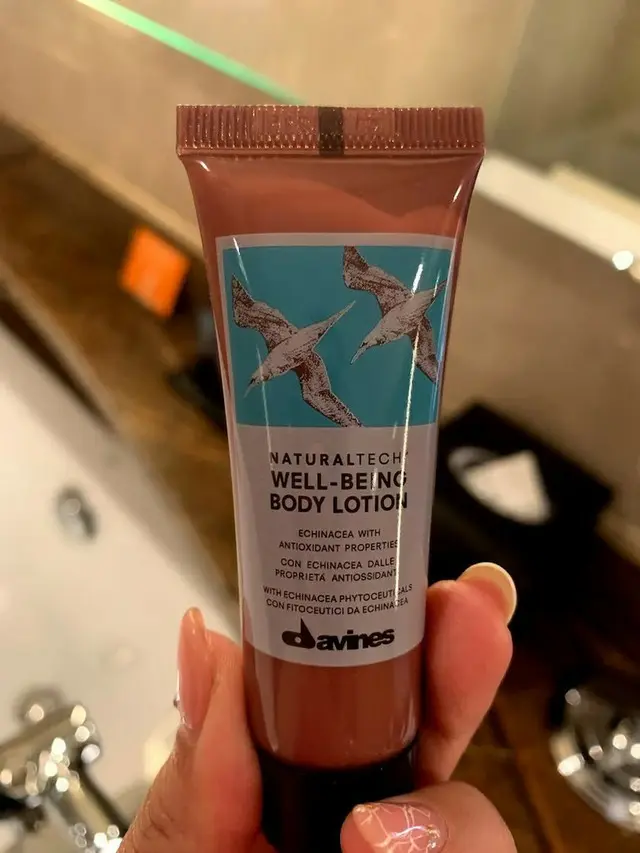 NATURALTECH
WELL-BEING
BODY LOTION
ECHINACEA WITH
ANTIOXIDANT PROPERTIES
CON ECHINACEA DALLE
PROPRIETÀ ANTIOSSIDANTI
WITH ECHINACEA PHYTOCEUTICALS
CON FITOCEUTICI DA ECHINACEA
davines